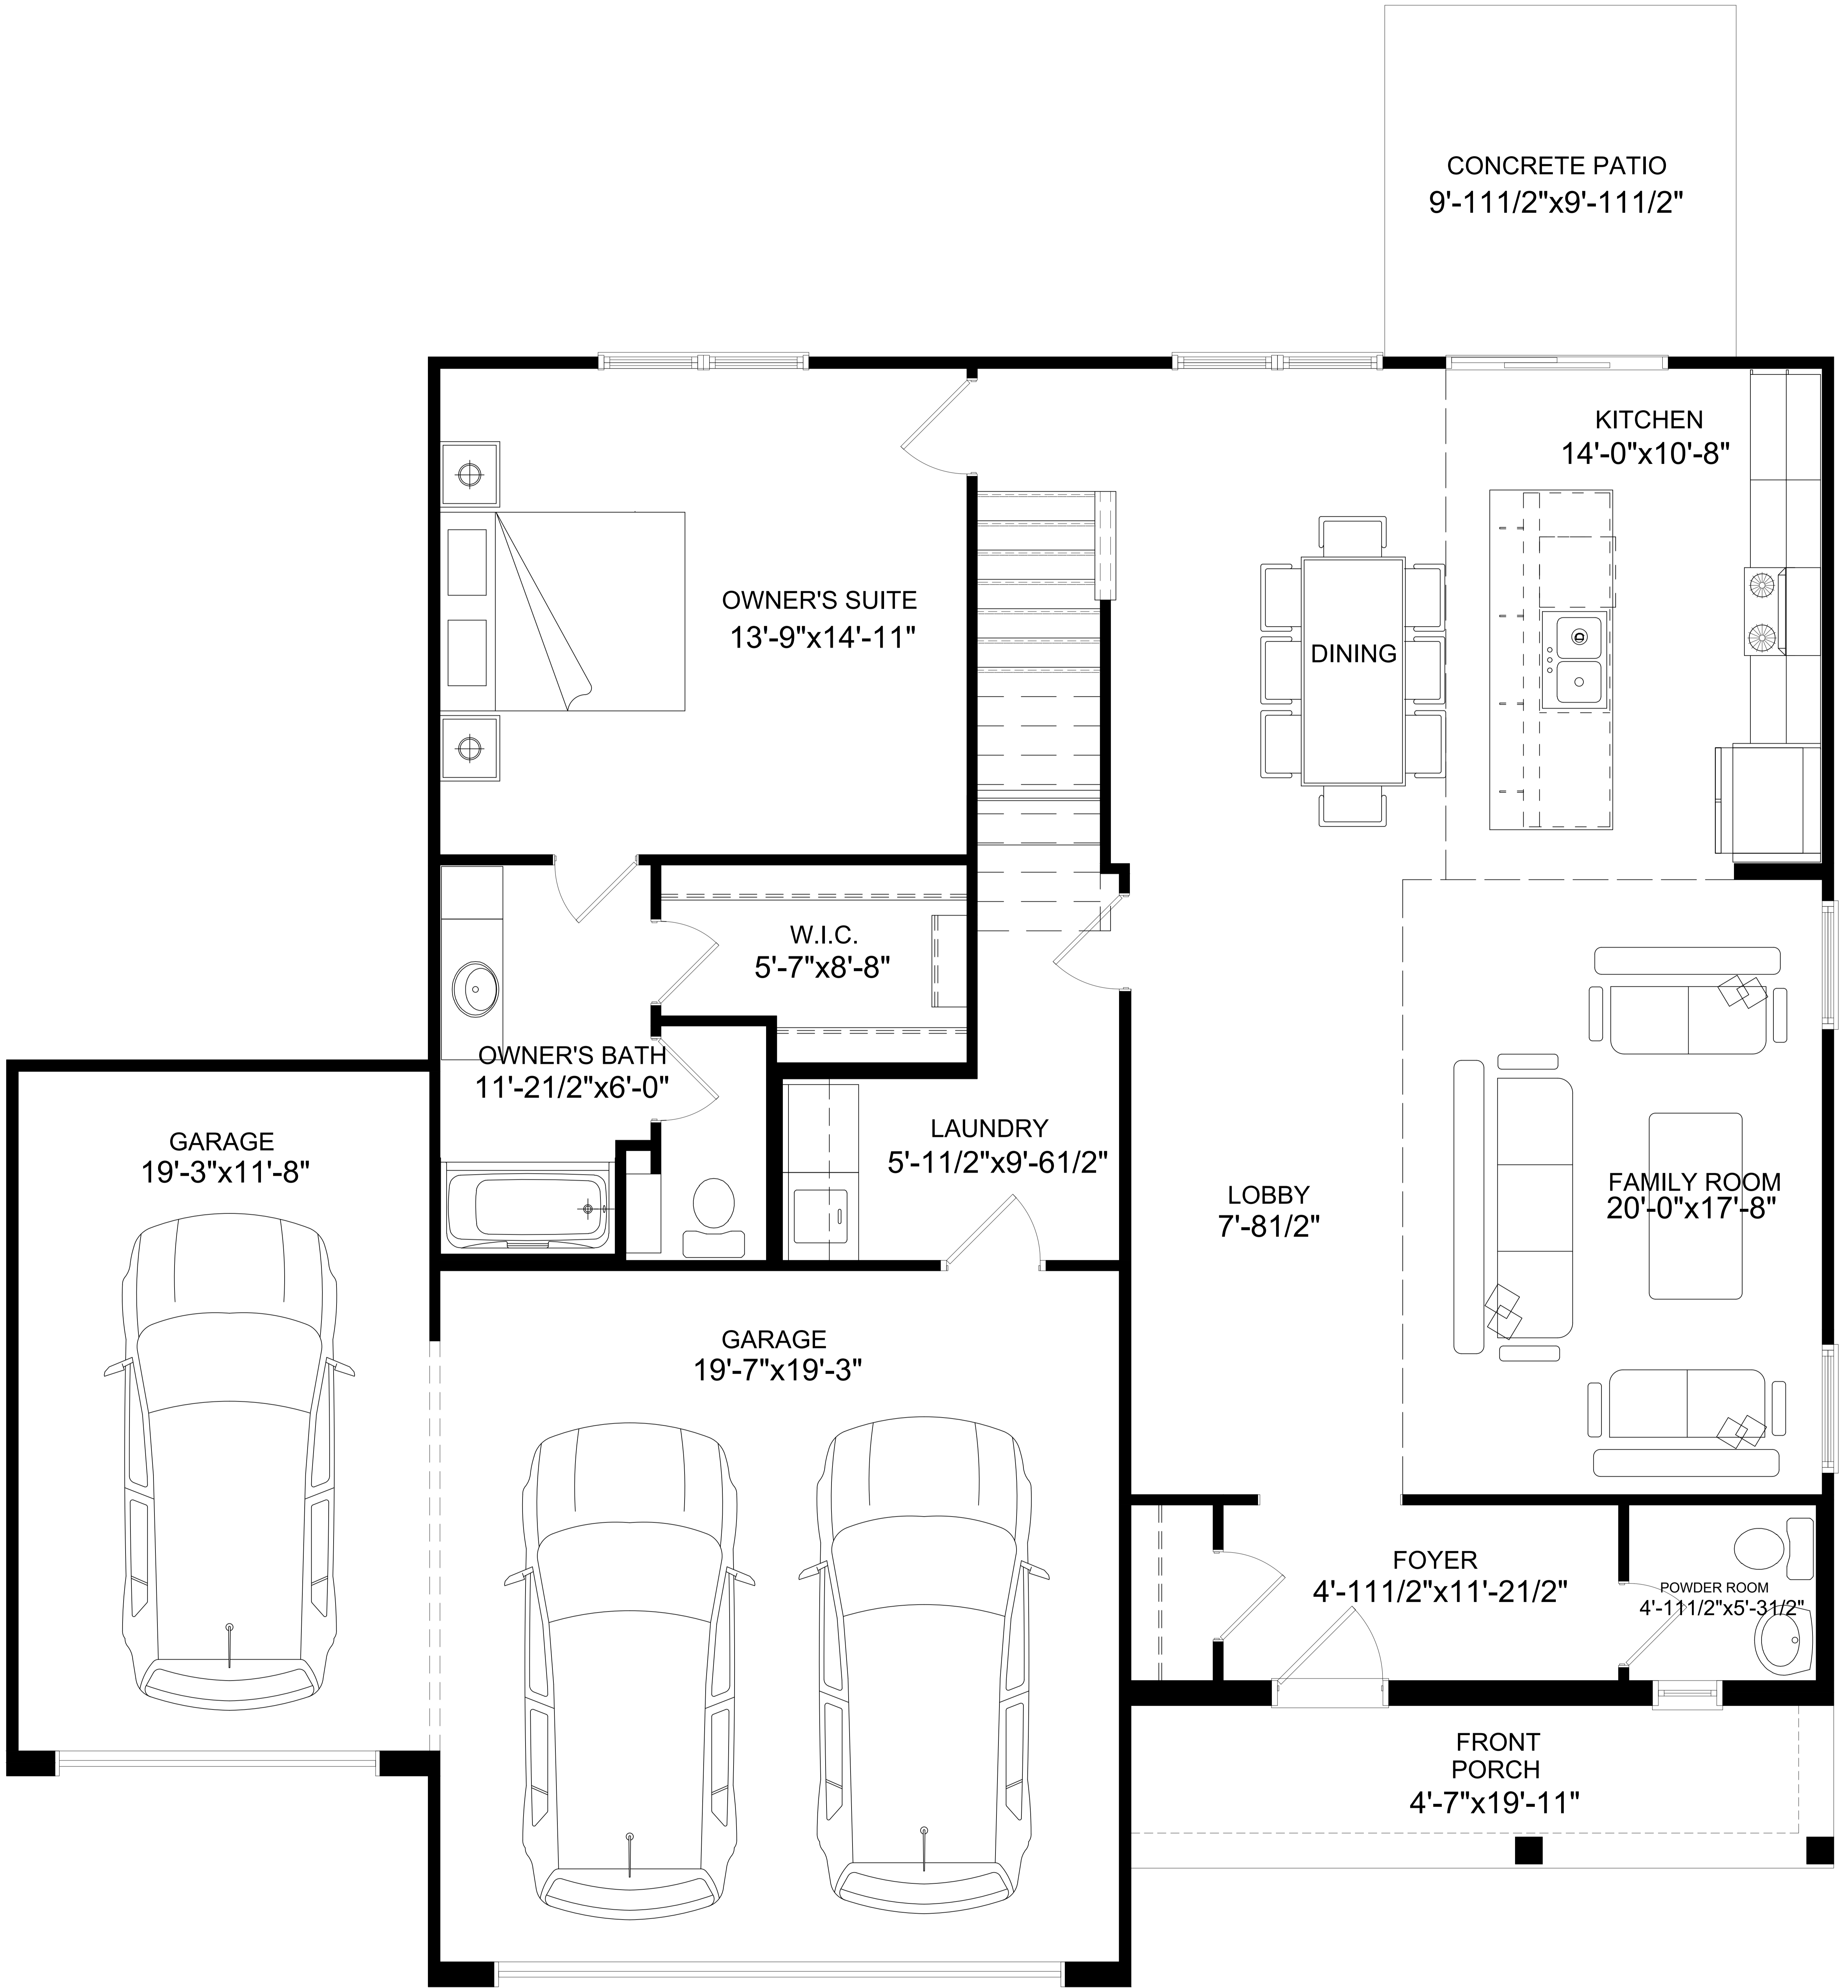 CONCRETE PATIO
9'-111/2"x9'-111/2"
KITCHEN
14'-0"x10'-8"
OWNER'S SUITE
13'-9"x14'-11"
DINING
D
W.I.C.
5'-7"x8'-8"
OWNER'S BATH
11'-21/2"x6'-0"
LAUNDRY
5'-11/2"x9'-61/2"
GARAGE
19'-3"x11'-8"
LOBBY
7'-81/2"
FAMILY ROOM
20'-0"x17'-8"
GARAGE
19'-7"x19'-3"
FOYER
4'-111/2"x11'-21/2"
POWDER ROOM
4'-111/2"x5'-31/2"
FRONT
PORCH
4'-7"x19'-11"